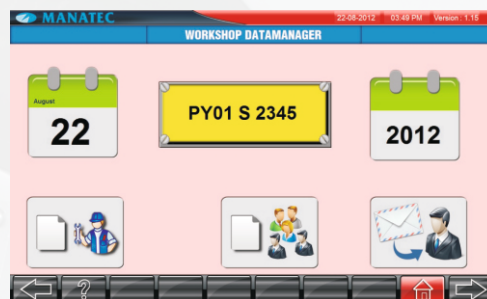 MANATEC
22-08-2012 03:49 PM Version : 1.15
WORKSHOP DATAMANAGER
August
22
PY01 S 2345
2012
?